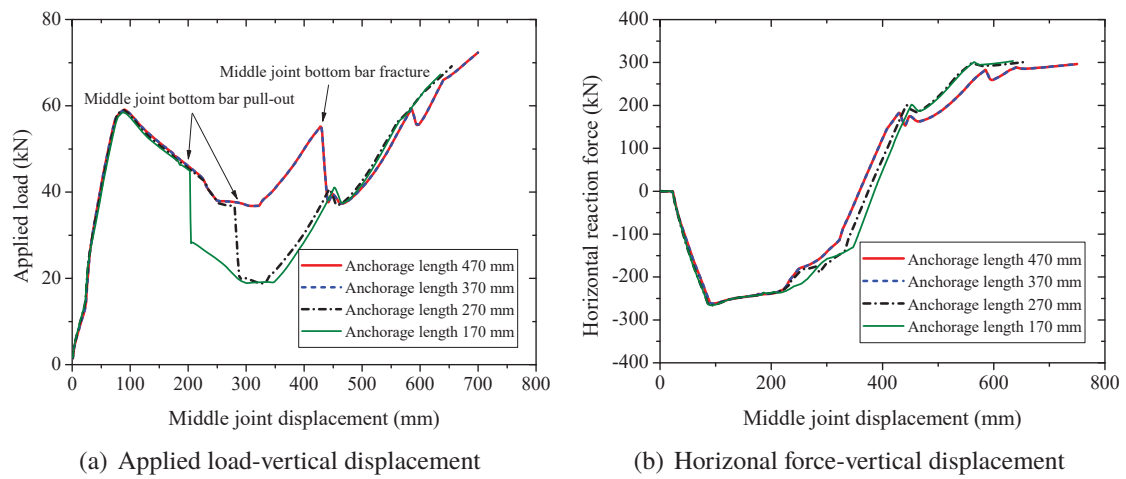 80
60
40
20
0
Applied load (kN)
Middle joint bottom bar fracture
Middle joint bottom bar pull-out
Anchorage length 470 mm
Anchorage length 370 mm
Anchorage length 270 mm
Anchorage length 170 mm
0 100 200 300 400 500 600 700 800
Middle joint displacement (mm)
(a) Applied load-vertical displacement
400
300
200
100
0
-100
-200
-300
-400
Horizontal reaction force (kN)
Anchorage length 470 mm
Anchorage length 370 mm
Anchorage length 270 mm
Anchorage length 170 mm
0 200 400 600 800
Middle joint displacement (mm)
(b) Horizonal force-vertical displacement